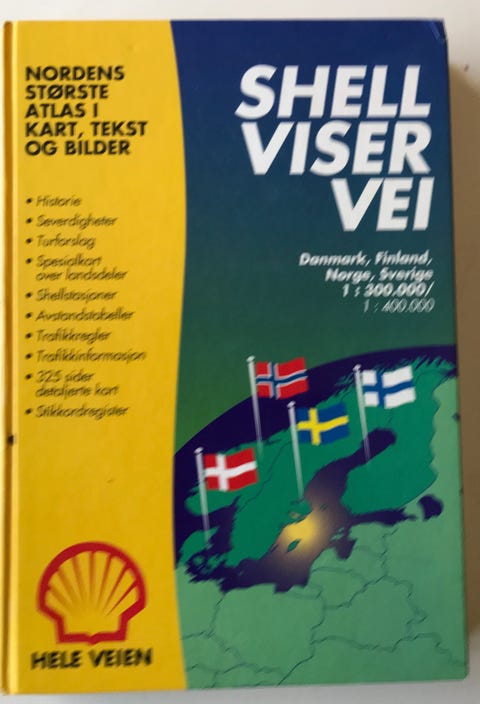 NORDENS
STØRSTE
ATLAS I
KART, TEKST
OG BILDER
• Historie
• Severdigheter
• Turforslag
• Spesialkart
over landsdeler
• Shellstasjoner
• Avstandstabeller
• Trafikkregler
• Trafikkinformasjon
• 325 sider
detaljerte kart
• Stikkordregister
HELE VEIEN
SHELL
VISER
VEI
Danmark, Finland,
Norge, Sverige
1 : 300.000/
1 : 400.000